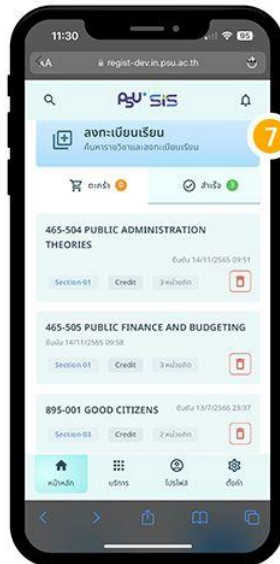 11:30
95
AA
regist-dev.in.psu.ac.th
PSU SIS
ลงทะเบียนเรียน
ค้นหารายวิชาและลงทะเบียนเรียน
7
ตะกร้า 0
สำเร็จ 3
465-504 PUBLIC ADMINISTRATION
THEORIES
ยืนยัน 14/11/2565 09:51
Section 01 Credit 3 หน่วยกิต
465-505 PUBLIC FINANCE AND BUDGETING
ยืนยัน 14/11/2565 09:58
Section 01 Credit 3 หน่วยกิต
895-001 GOOD CITIZENS ยืนยัน 13/7/2565 23:37
Section 03 Credit 2 หน่วยกิต
หน้าหลัก บริการ โปรไฟล์ ตั้งค่า